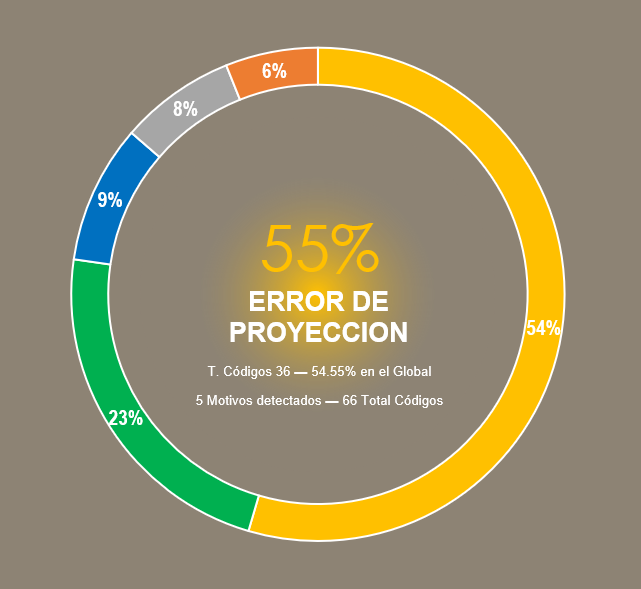 6%
8%
9%
55%
ERROR DE
PROYECCION
54%
T. Códigos 36 — 54.55% en el Global
5 Motivos detectados — 66 Total Códigos
23%